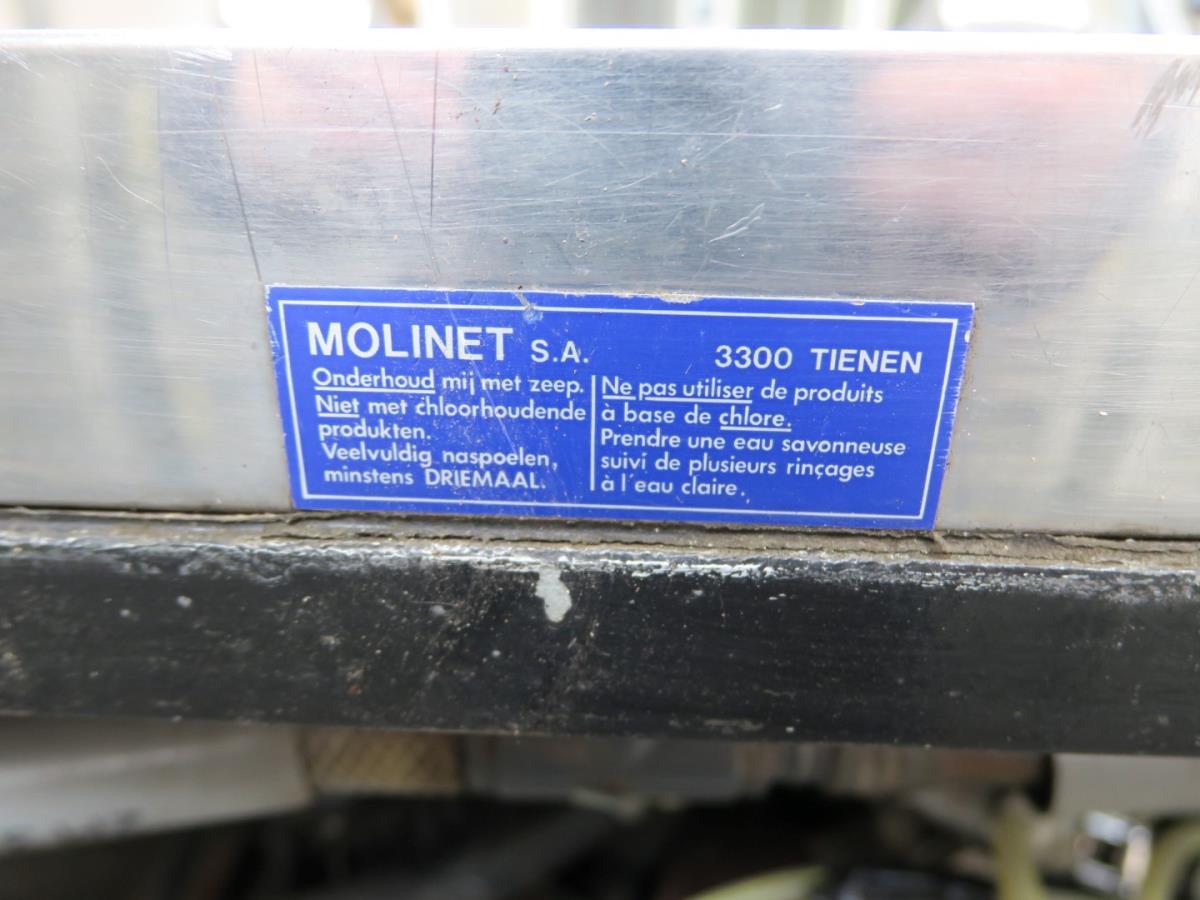 MOLINET S.A. 3300 TIENEN
Onderhoud mij met zeep.
Niet met chloorhoudende
produkten.
Veelvuldig naspoelen,
minstens DRIEMAAL.
Ne pas utiliser de produits
à base de chlore.
Prendre une eau savonneuse
suivi de plusieurs rinçages
à l'eau claire.